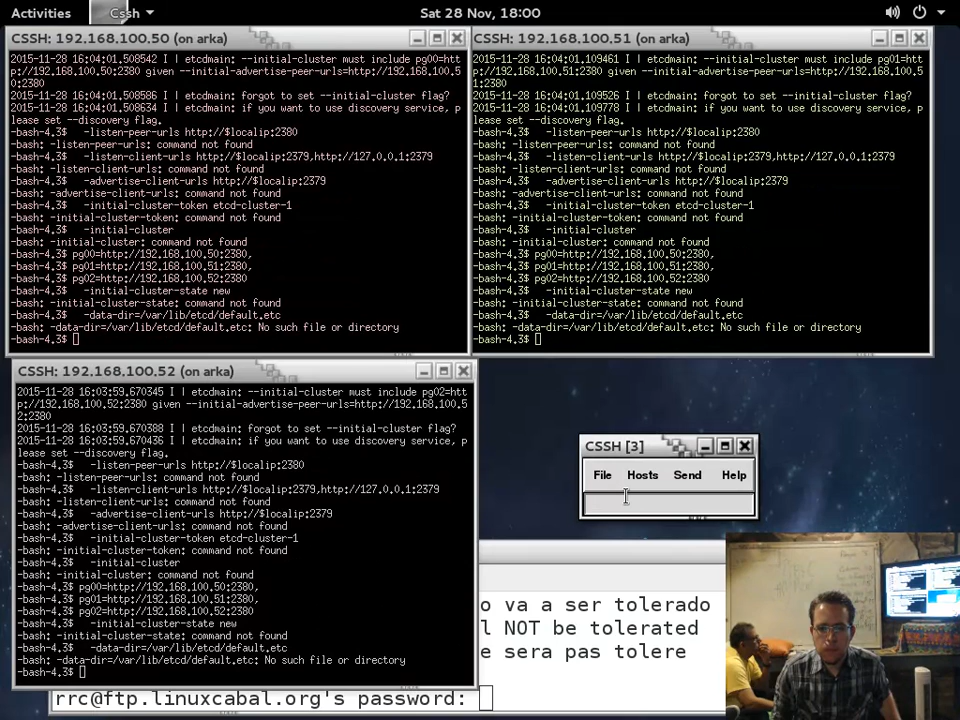 Activities Cssh Sat 28 Nov, 18:00
CSSH: 192.168.100.50 (on arka)
2015-11-28 16:04:01.508542 I | etcdmain: --initial-cluster must include pg00=htt
p://192.168.100.50:2380 given --initial-advertise-peer-urls=http://192.168.100.5
0:2380
2015-11-28 16:04:01.508586 I | etcdmain: forgot to set --initial-cluster flag?
2015-11-28 16:04:01.508634 I | etcdmain: if you want to use discovery service, p
lease set --discovery flag.
-bash-4.3$   -listen-peer-urls http://$localip:2380
-bash: -listen-peer-urls: command not found
-bash-4.3$   -listen-client-urls http://$localip:2379,http://127.0.0.1:2379
-bash: -listen-client-urls: command not found
-bash-4.3$   -advertise-client-urls http://$localip:2379
-bash: -advertise-client-urls: command not found
-bash-4.3$   -initial-cluster-token etcd-cluster-1
-bash: -initial-cluster-token: command not found
-bash-4.3$   -initial-cluster
-bash: -initial-cluster: command not found
-bash-4.3$ pg00=http://192.168.100.50:2380,
-bash-4.3$ pg01=http://192.168.100.51:2380,
-bash-4.3$ pg02=http://192.168.100.52:2380
-bash-4.3$   -initial-cluster-state new
-bash: -initial-cluster-state: command not found
-bash-4.3$   -data-dir=/var/lib/etcd/default.etc
-bash: -data-dir=/var/lib/etcd/default.etc: No such file or directory
-bash-4.3$
CSSH: 192.168.100.51 (on arka)
2015-11-28 16:04:01.109461 I | etcdmain: --initial-cluster must include pg01=htt
p://192.168.100.51:2380 given --initial-advertise-peer-urls=http://192.168.100.5
1:2380
2015-11-28 16:04:01.109526 I | etcdmain: forgot to set --initial-cluster flag?
2015-11-28 16:04:01.109778 I | etcdmain: if you want to use discovery service, p
lease set --discovery flag.
-bash-4.3$   -listen-peer-urls http://$localip:2380
-bash: -listen-peer-urls: command not found
-bash-4.3$   -listen-client-urls http://$localip:2379,http://127.0.0.1:2379
-bash: -listen-client-urls: command not found
-bash-4.3$   -advertise-client-urls http://$localip:2379
-bash: -advertise-client-urls: command not found
-bash-4.3$   -initial-cluster-token etcd-cluster-1
-bash: -initial-cluster-token: command not found
-bash-4.3$   -initial-cluster
-bash: -initial-cluster: command not found
-bash-4.3$ pg00=http://192.168.100.50:2380,
-bash-4.3$ pg01=http://192.168.100.51:2380,
-bash-4.3$ pg02=http://192.168.100.52:2380
-bash-4.3$   -initial-cluster-state new
-bash: -initial-cluster-state: command not found
-bash-4.3$   -data-dir=/var/lib/etcd/default.etc
-bash: -data-dir=/var/lib/etcd/default.etc: No such file or directory
-bash-4.3$
CSSH: 192.168.100.52 (on arka)
2015-11-28 16:03:59.670345 I | etcdmain: --initial-cluster must include pg02=htt
p://192.168.100.52:2380 given --initial-advertise-peer-urls=http://192.168.100.5
2:2380
2015-11-28 16:03:59.670388 I | etcdmain: forgot to set --initial-cluster flag?
2015-11-28 16:03:59.670436 I | etcdmain: if you want to use discovery service, p
lease set --discovery flag.
-bash-4.3$   -listen-peer-urls http://$localip:2380
-bash: -listen-peer-urls: command not found
-bash-4.3$   -listen-client-urls http://$localip:2379,http://127.0.0.1:2379
-bash: -listen-client-urls: command not found
-bash-4.3$   -advertise-client-urls http://$localip:2379
-bash: -advertise-client-urls: command not found
-bash-4.3$   -initial-cluster-token etcd-cluster-1
-bash: -initial-cluster-token: command not found
-bash-4.3$   -initial-cluster
-bash: -initial-cluster: command not found
-bash-4.3$ pg00=http://192.168.100.50:2380,
-bash-4.3$ pg01=http://192.168.100.51:2380,
-bash-4.3$ pg02=http://192.168.100.52:2380
-bash-4.3$   -initial-cluster-state new
-bash: -initial-cluster-state: command not found
-bash-4.3$   -data-dir=/var/lib/etcd/default.etc
-bash: -data-dir=/var/lib/etcd/default.etc: No such file or directory
-bash-4.3$
CSSH [3]
File Hosts Send Help
o va a ser tolerado
l NOT be tolerated
e sera pas tolere
rrc@ftp.linuxcabal.org's password: